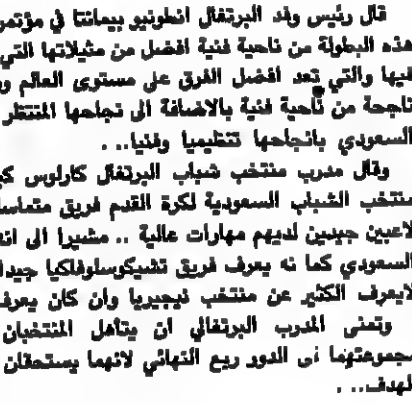 قال رئيس وفد البرتغال انطونيو بيمانتا في مؤتمر
هذه البطولة من ناحية فنية افضل من مثيلاتها التي
فيها والتي تعد افضل الفرق على مستوى العالم و
ناجحة من ناحية فنية بالاضافة الى نجاحها المنتظر
السعودي بانجاحها تنظيميا وفنيا.. .
وقال مدرب منتخب شباب البرتغال كارلوس كي
منتخب الشباب السعودية لكرة القدم فريق متماسك
لاعبين جيدين لديهم مهارات عالية .. مشيرا الى انه
السعودي كما نه يعرف فريق تشيكوسلوفاكيا جيدا
لايعرف الكثير عن منتخب نيجيريا وان كان يعرف
وتمنى المدرب البرتغالي ان يتأهل المنتخبان
مجموعتهما الى الدور ربع النهائي لانهما يستحقان
لهدف.. .